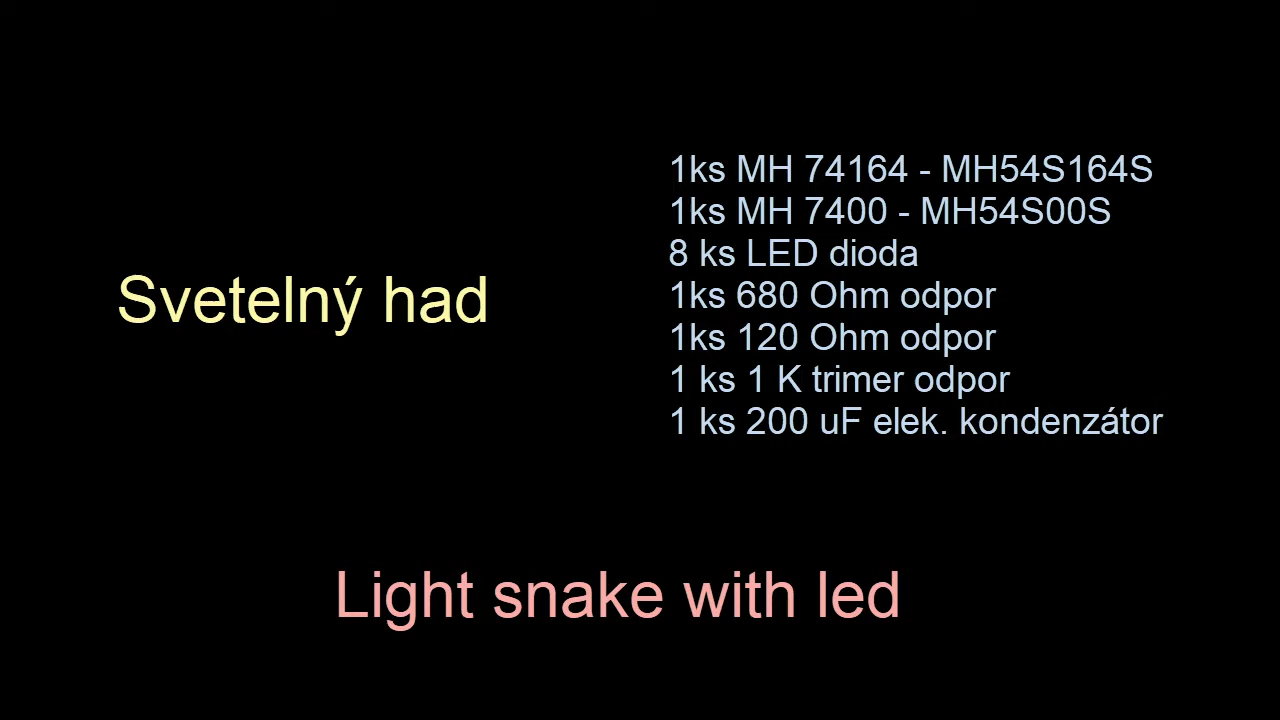 Svetelný had
1ks MH 74164 - MH54S164S
1ks MH 7400 - MH54S00S
8 ks LED dioda
1ks 680 Ohm odpor
1ks 120 Ohm odpor
1 ks 1 K trimer odpor
1 ks 200 uF elek. kondenzátor
Light snake with led